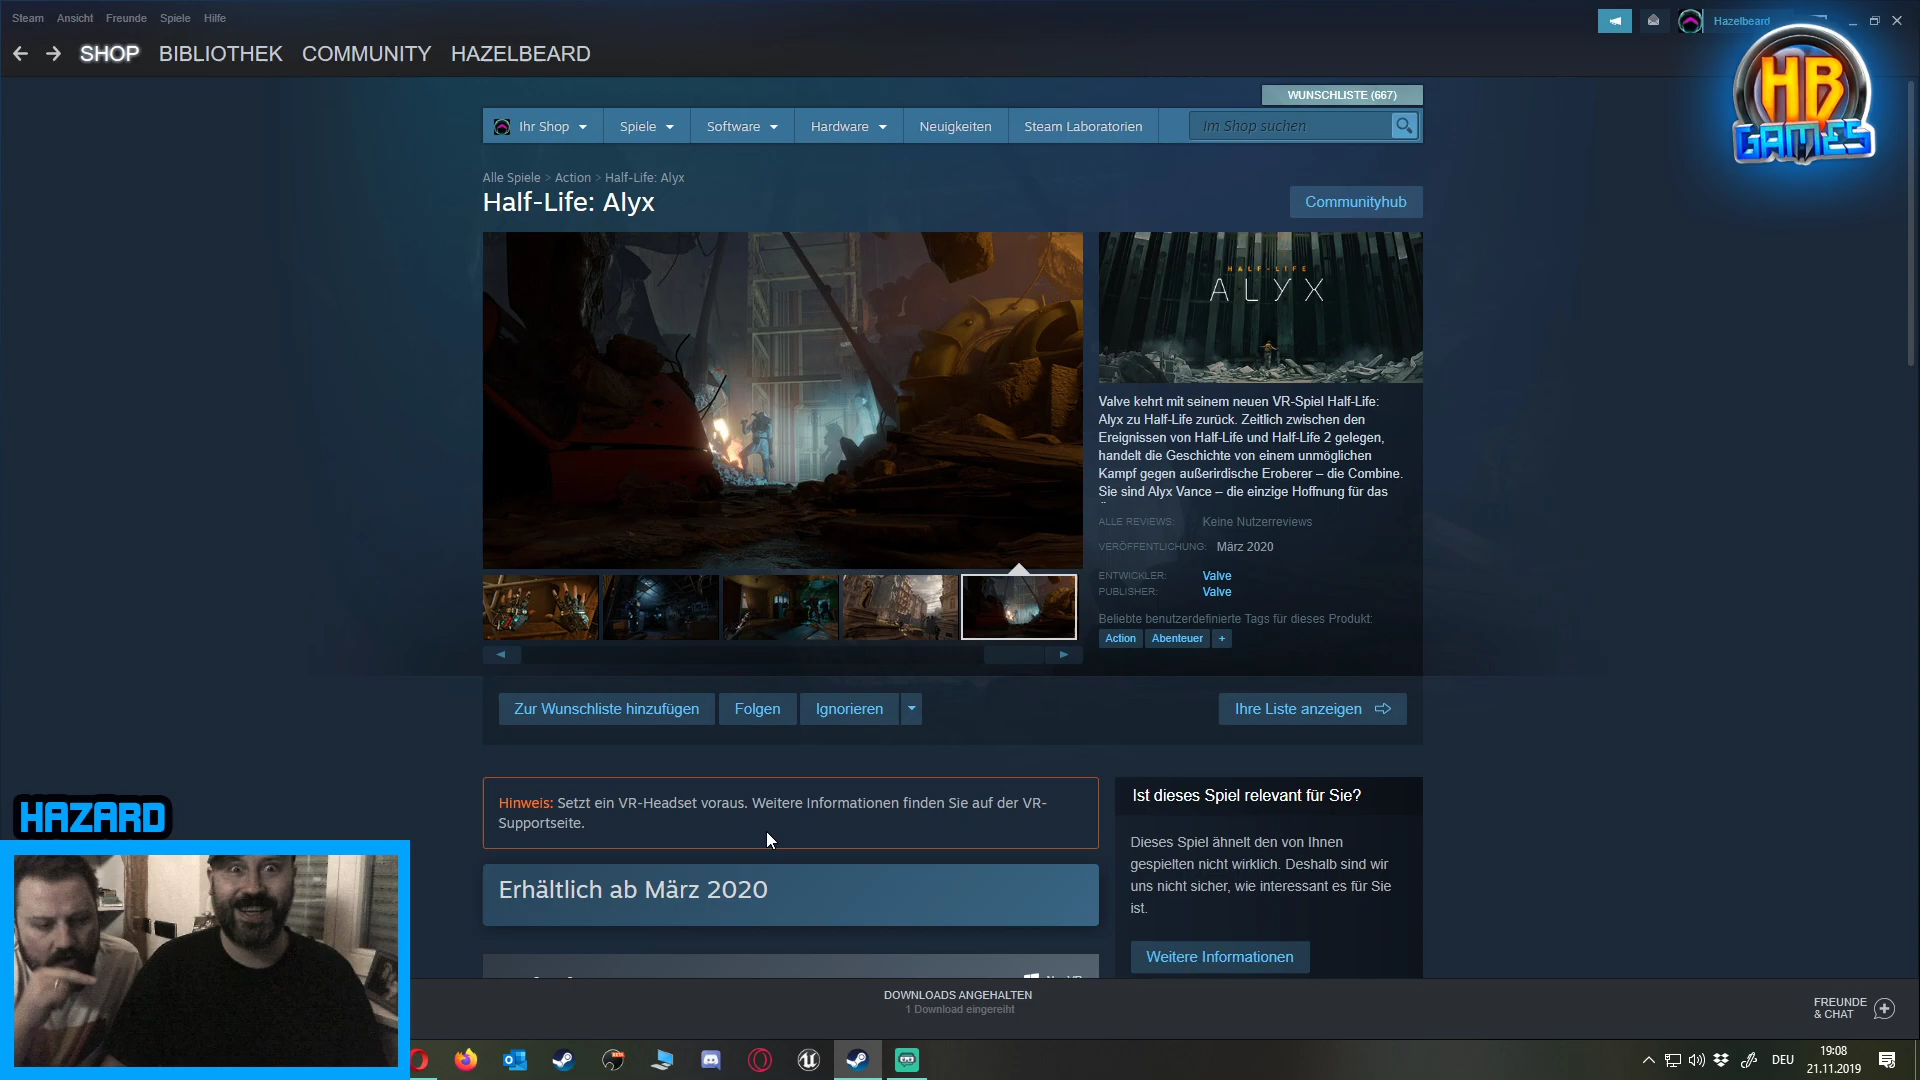 Steam Ansicht Freunde Spiele Hilfe
Hazelbeard
SHOP BIBLIOTHEK COMMUNITY HAZELBEARD
HB
GAMES
WUNSCHLISTE (667)
Ihr Shop Spiele Software Hardware Neuigkeiten Steam Laboratorien Im Shop suchen
Alle Spiele > Action > Half-Life: Alyx
Half-Life: Alyx
Communityhub
HALF-LIFE
ALYX
Valve kehrt mit seinem neuen VR-Spiel Half-Life:
Alyx zu Half-Life zurück. Zeitlich zwischen den
Ereignissen von Half-Life und Half-Life 2 gelegen,
handelt die Geschichte von einem unmöglichen
Kampf gegen außerirdische Eroberer – die Combine.
Sie sind Alyx Vance – die einzige Hoffnung für das
ALLE REVIEWS: Keine Nutzerreviews
VERÖFFENTLICHUNG: März 2020
ENTWICKLER: Valve
PUBLISHER: Valve
Beliebte benutzerdefinierte Tags für dieses Produkt:
Action Abenteuer +
Zur Wunschliste hinzufügen Folgen Ignorieren Ihre Liste anzeigen
Hinweis: Setzt ein VR-Headset voraus. Weitere Informationen finden Sie auf der VR-
Supportseite.
Erhältlich ab März 2020
Ist dieses Spiel relevant für Sie?
Dieses Spiel ähnelt den von Ihnen
gespielten nicht wirklich. Deshalb sind wir
uns nicht sicher, wie interessant es für Sie
ist.
Weitere Informationen
HAZARD
DOWNLOADS ANGEHALTEN
1 Download eingereiht
FREUNDE
& CHAT
DEU
19:08
21.11.2019